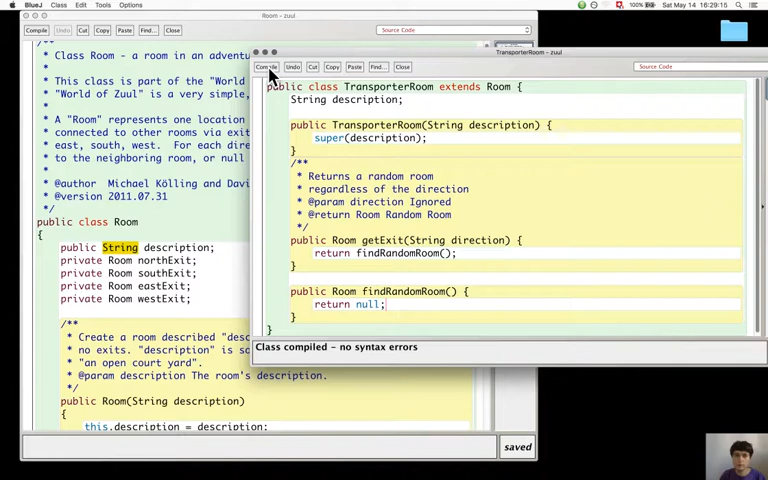 BlueJ Class Edit Tools Options
100% Sat May 14 16:29:15
Room - zuul
Compile Undo Cut Copy Paste Find... Close
Source Code
/**
* Class Room - a room in an adventu
*
* This class is part of the "World
* "World of Zuul" is a very simple,
*
* A "Room" represents one location
* connected to other rooms via exit
* east, south, west. For each dire
* to the neighboring room, or null
*
* @author Michael Kölling and Davi
* @version 2011.07.31
*/
public class Room
{
public String description;
private Room northExit;
private Room southExit;
private Room eastExit;
private Room westExit;
/**
* Create a room described "desc
* no exits. "description" is so
* "an open court yard".
* @param description The room's description.
*/
public Room(String description)
{
this.description = description;
saved
TransporterRoom - zuul
Compile Undo Cut Copy Paste Find... Close
Source Code
public class TransporterRoom extends Room {
String description;
public TransporterRoom(String description) {
super(description);
}
/**
* Returns a random room
* regardless of the direction
* @param direction Ignored
* @return Room Random Room
*/
public Room getExit(String direction) {
return findRandomRoom();
}
public Room findRandomRoom() {
return null;
}
}
Class compiled - no syntax errors